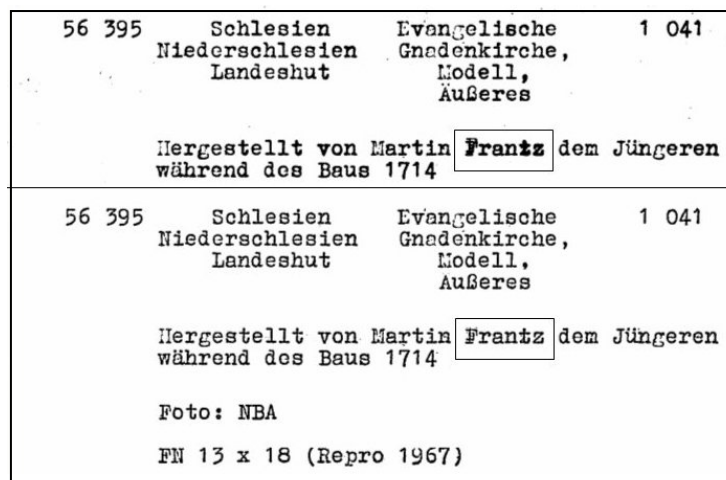 56 395 Schlesien Evangelische 1 041
Niederschlesien Gnadenkirche,
Landeshut Modell,
Äußeres
Hergestellt von Martin Frantz dem Jüngeren
während des Baus 1714
56 395 Schlesien Evangelische 1 041
Niederschlesien Gnadenkirche,
Landeshut Modell,
Äußeres
Hergestellt von Martin Frantz dem Jüngeren
während des Baus 1714
Foto: NBA
FN 13 x 18 (Repro 1967)